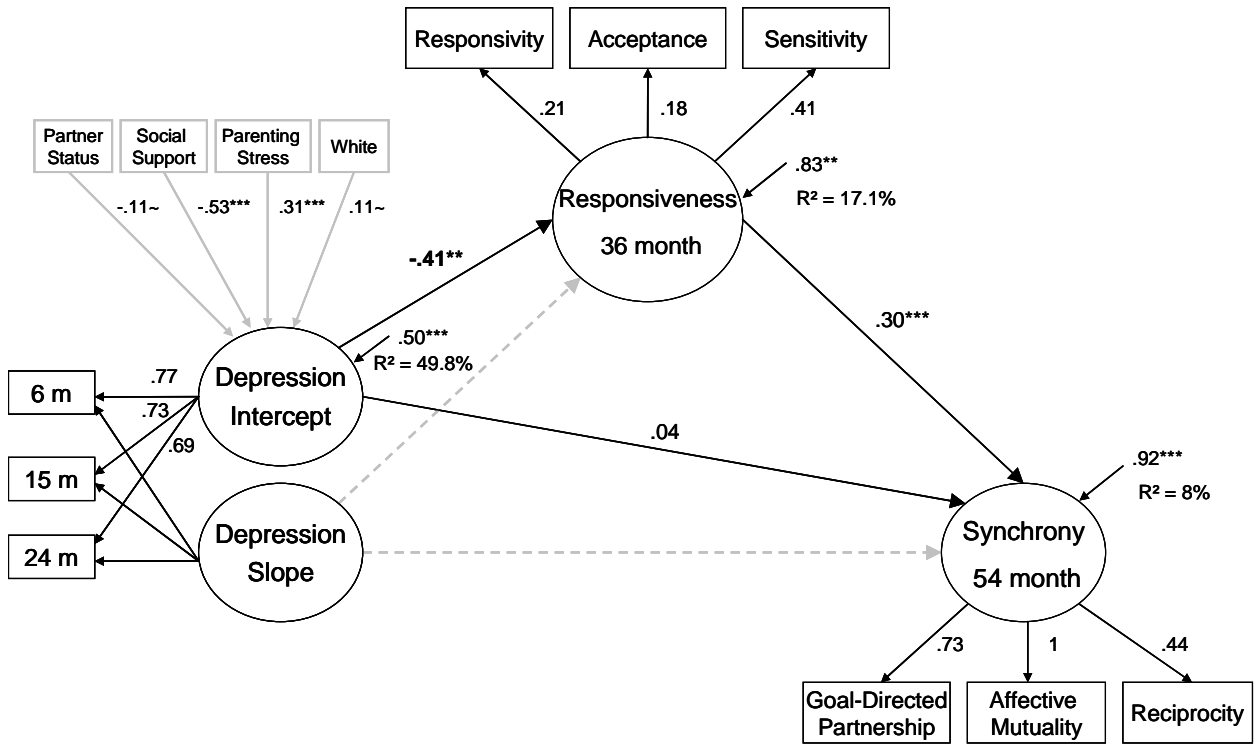 Responsivity
Acceptance
Sensitivity
.21
.18
.41
Partner
Status
Social
Support
Parenting
Stress
White
-.11~
-.53***
.31***
.11~
.83**
R² = 17.1%
Responsiveness
36 month
-.41**
.30***
.50***
R² = 49.8%
Depression
Intercept
6 m
15 m
24 m
.77
.73
.69
.04
Depression
Slope
.92***
R² = 8%
Synchrony
54 month
.73
1
.44
Goal-Directed
Partnership
Affective
Mutuality
Reciprocity